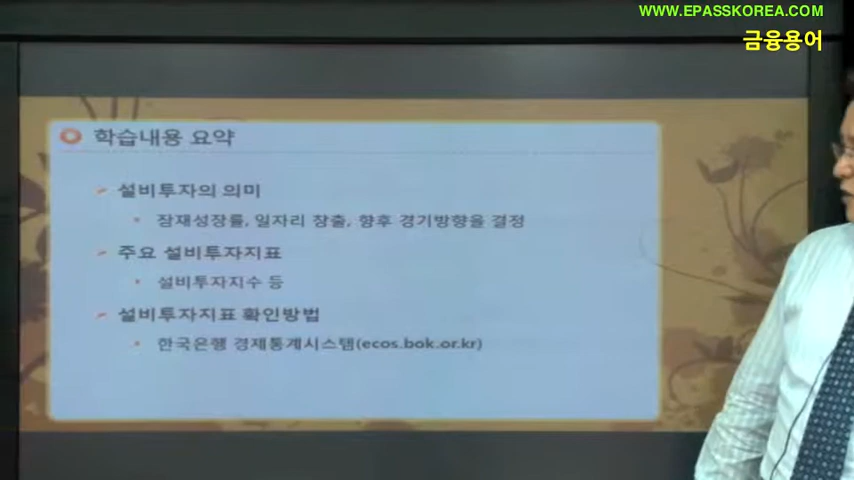 WWW.EPASSKOREA.COM
금융용어
학습내용 요약
설비투자의 의미
잠재성장률, 일자리 창출, 향후 경기방향을 결정
주요 설비투자지표
설비투자지수 등
설비투자지표 확인방법
한국은행 경제통계시스템(ecos.bok.or.kr)